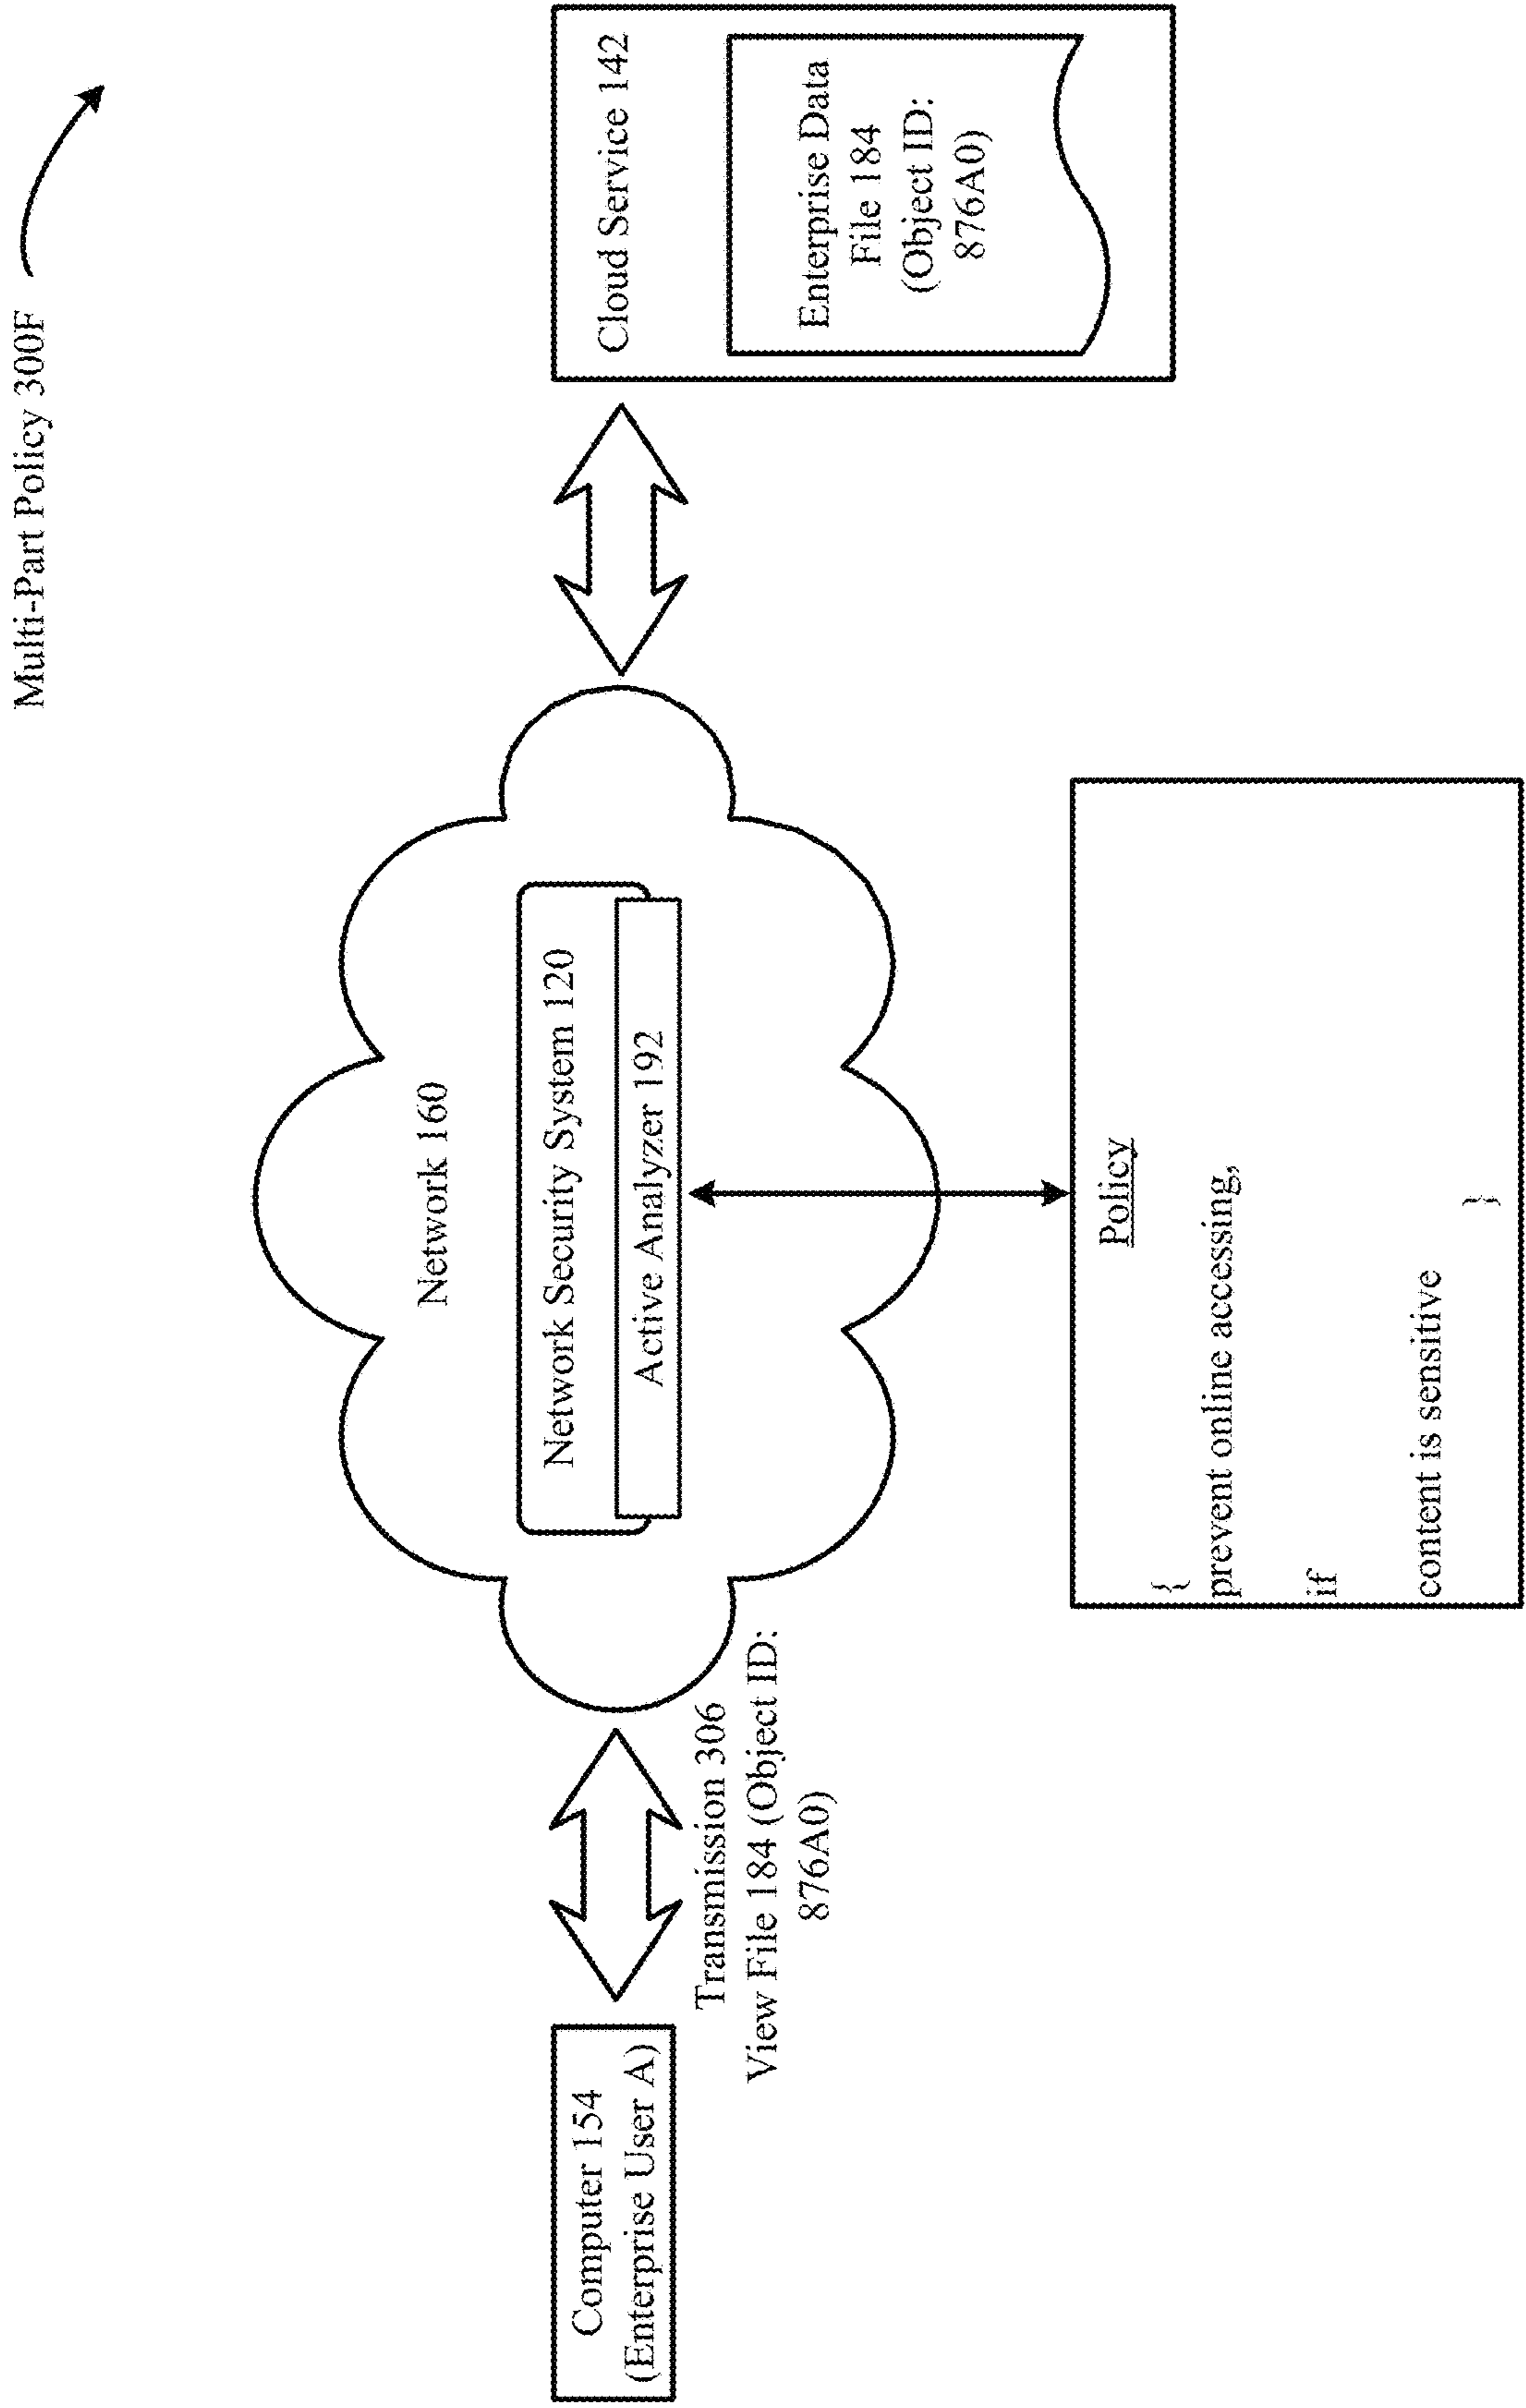 Multi-Part Policy 300F
Computer 154
(Enterprise User A)
Transmission 306
View File 184 (Object ID:
876A0)
Network 160
Network Security System 120
Active Analyzer 192
Policy
{
prevent online accessing,
if
content is sensitive
}
Cloud Service 142
Enterprise Data
File 184
(Object ID:
876A0)